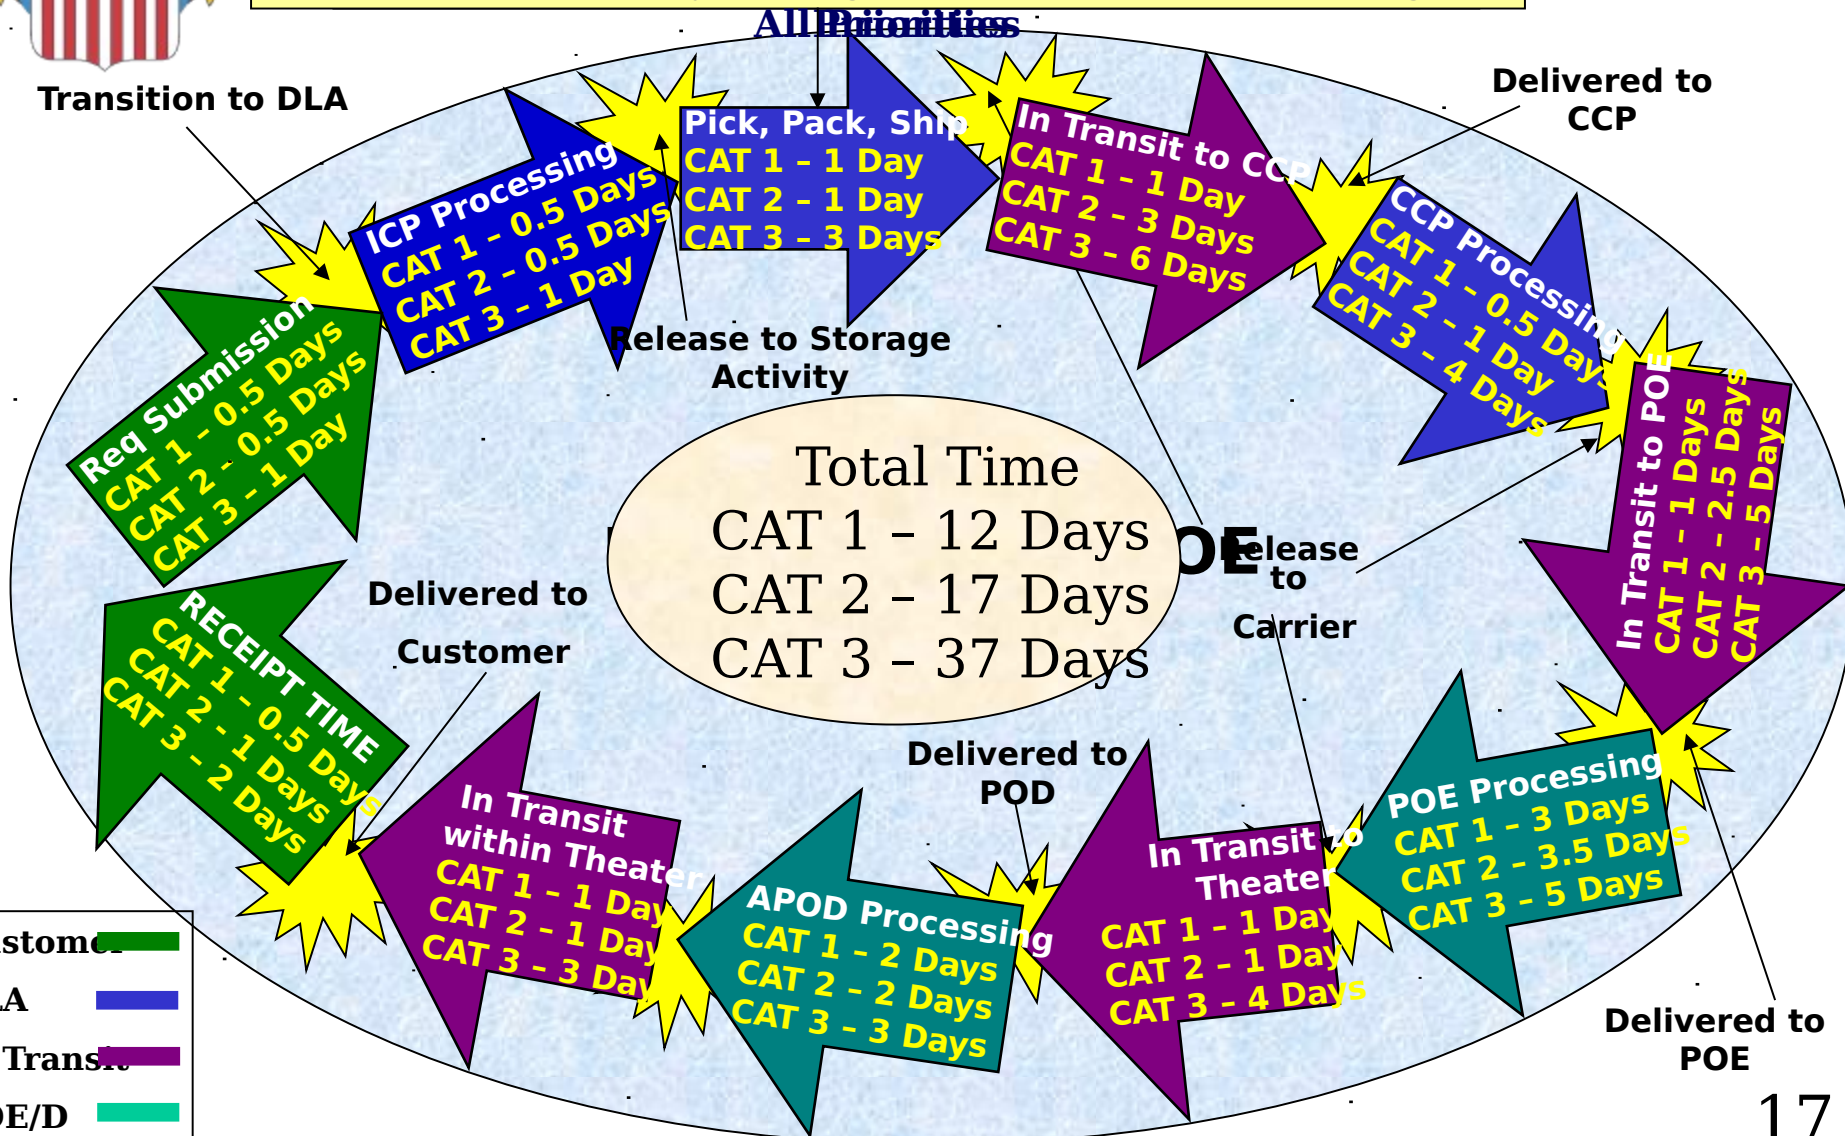 All Priorities
Transition to DLA
Delivered to
CCP
Req Submission
CAT 1 – 0.5 Days
CAT 2 – 0.5 Days
CAT 3 – 1 Day
ICP Processing
CAT 1 – 0.5 Days
CAT 2 – 0.5 Days
CAT 3 – 1 Day
Pick, Pack, Ship
CAT 1 – 1 Day
CAT 2 – 1 Day
CAT 3 – 3 Days
In Transit to CCP
CAT 1 – 1 Day
CAT 2 – 3 Days
CAT 3 – 6 Days
CCP Processing
CAT 1 – 0.5 Days
CAT 2 – 1 Day
CAT 3 – 4 Days
In Transit to POE
CAT 1 – 1 Days
CAT 2 – 2.5 Days
CAT 3 – 5 Days
Release to Storage
Activity
Total Time
CAT 1 – 12 Days
CAT 2 – 17 Days
CAT 3 – 37 Days
OE
Release
to
Carrier
Delivered to
Customer
RECEIPT TIME
CAT 1 – 0.5 Days
CAT 2 – 1 Days
CAT 3 – 2 Days
In Transit
within Theater
CAT 1 – 1 Day
CAT 2 – 1 Day
CAT 3 – 3 Day
Delivered to
POD
APOD Processing
CAT 1 – 2 Days
CAT 2 – 2 Days
CAT 3 – 3 Days
In Transit to
Theater
CAT 1 – 1 Day
CAT 2 – 1 Day
CAT 3 – 4 Days
POE Processing
CAT 1 – 3 Days
CAT 2 – 3.5 Days
CAT 3 – 5 Days
Delivered to
POE
stomer
LA
Transit
OE/D
17